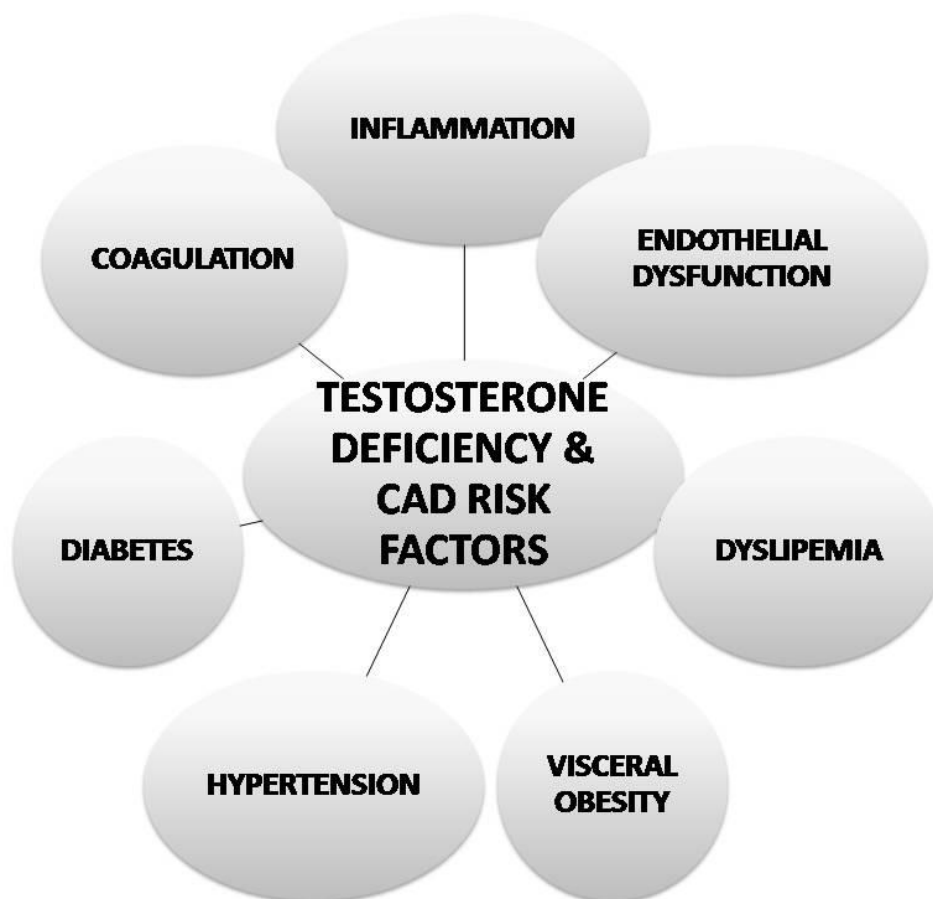 INFLAMMATION
COAGULATION
ENDOTHELIAL
DYSFUNCTION
TESTOSTERONE
DEFICIENCY &
CAD RISK
FACTORS
DIABETES
DYSLIPEMIA
HYPERTENSION
VISCERAL
OBESITY